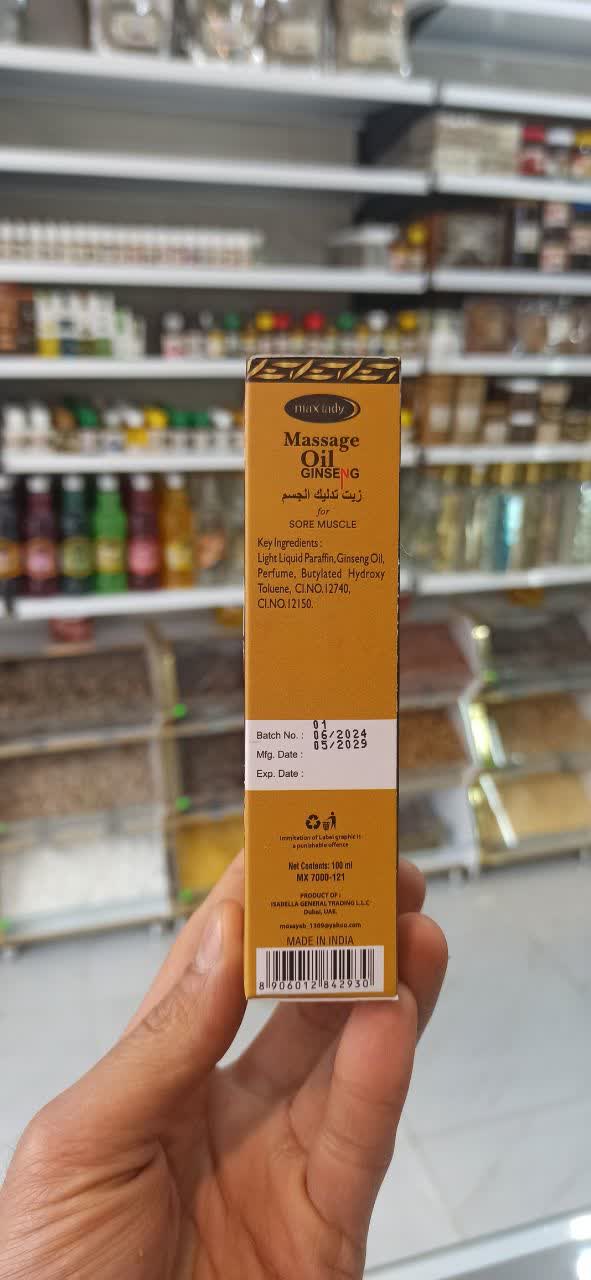 max lady
Massage
Oil
GINSENG
زيت تدليك الجسم
for
SORE MUSCLE
Key Ingredients :
Light Liquid Paraffin, Ginseng Oil,
Perfume, Butylated Hydroxy
Toluene, CI.NO.12740,
CI.NO.12150.
01
Batch No. : 06/2024
05/2029
Mfg. Date :
Exp. Date :
Immitation of Label graphic is
a punishable offence
Net Contents: 100 ml
MX 7000-121
PRODUCT OF :
ISABELLA GENERAL TRADING L.L.C
Dubai, UAE.
mosayeb_1369@yahoo.com
MADE IN INDIA
8 906012 842930